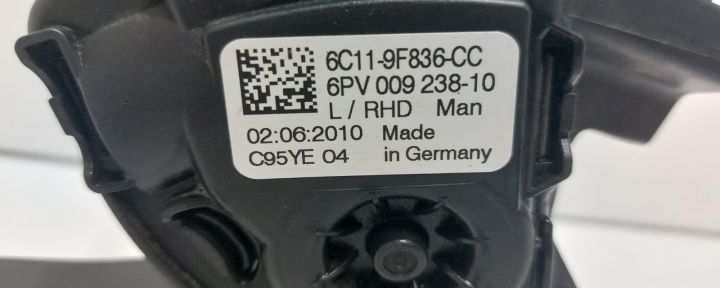 6C11-9F836-CC
6PV 009 238-10
L / RHD Man
02:06:2010 Made
C95YE 04 in Germany